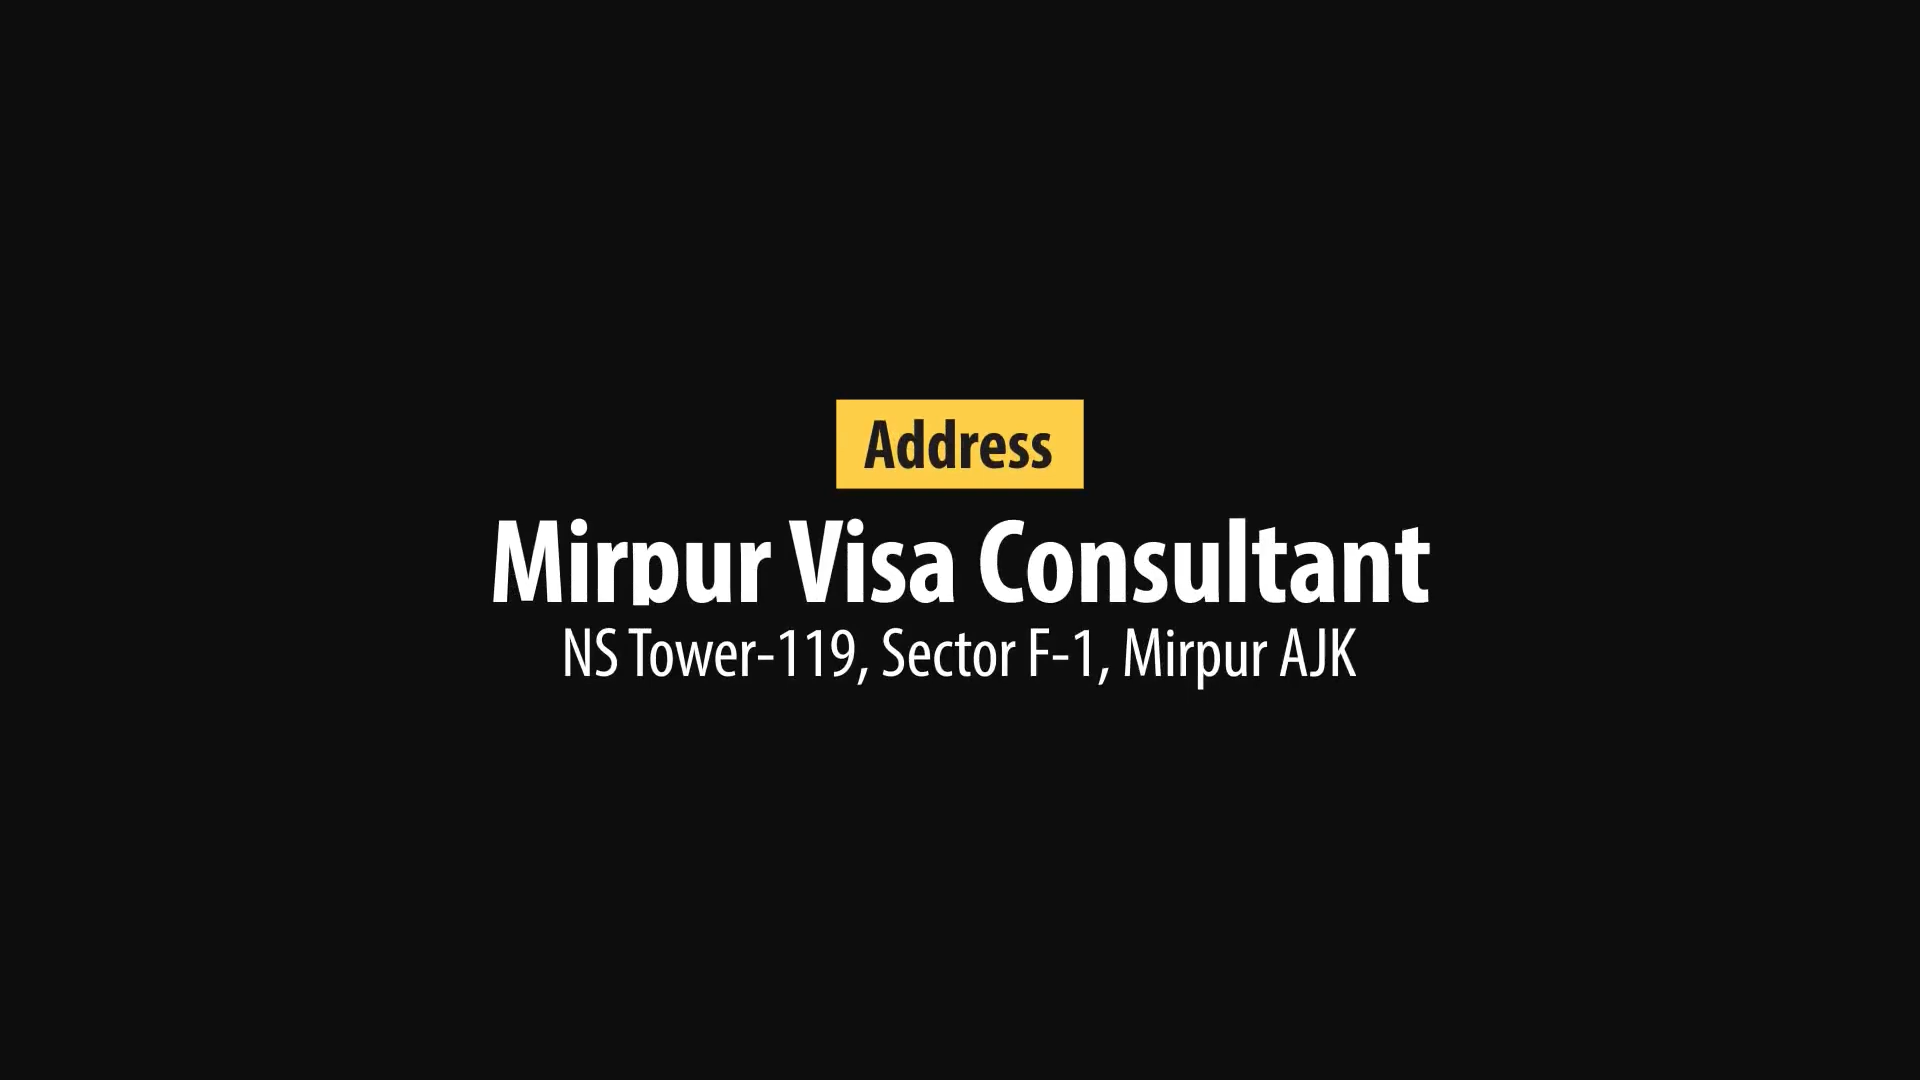 Address
Mirpur Visa Consultant
NS Tower-119, Sector F-1, Mirpur AJK